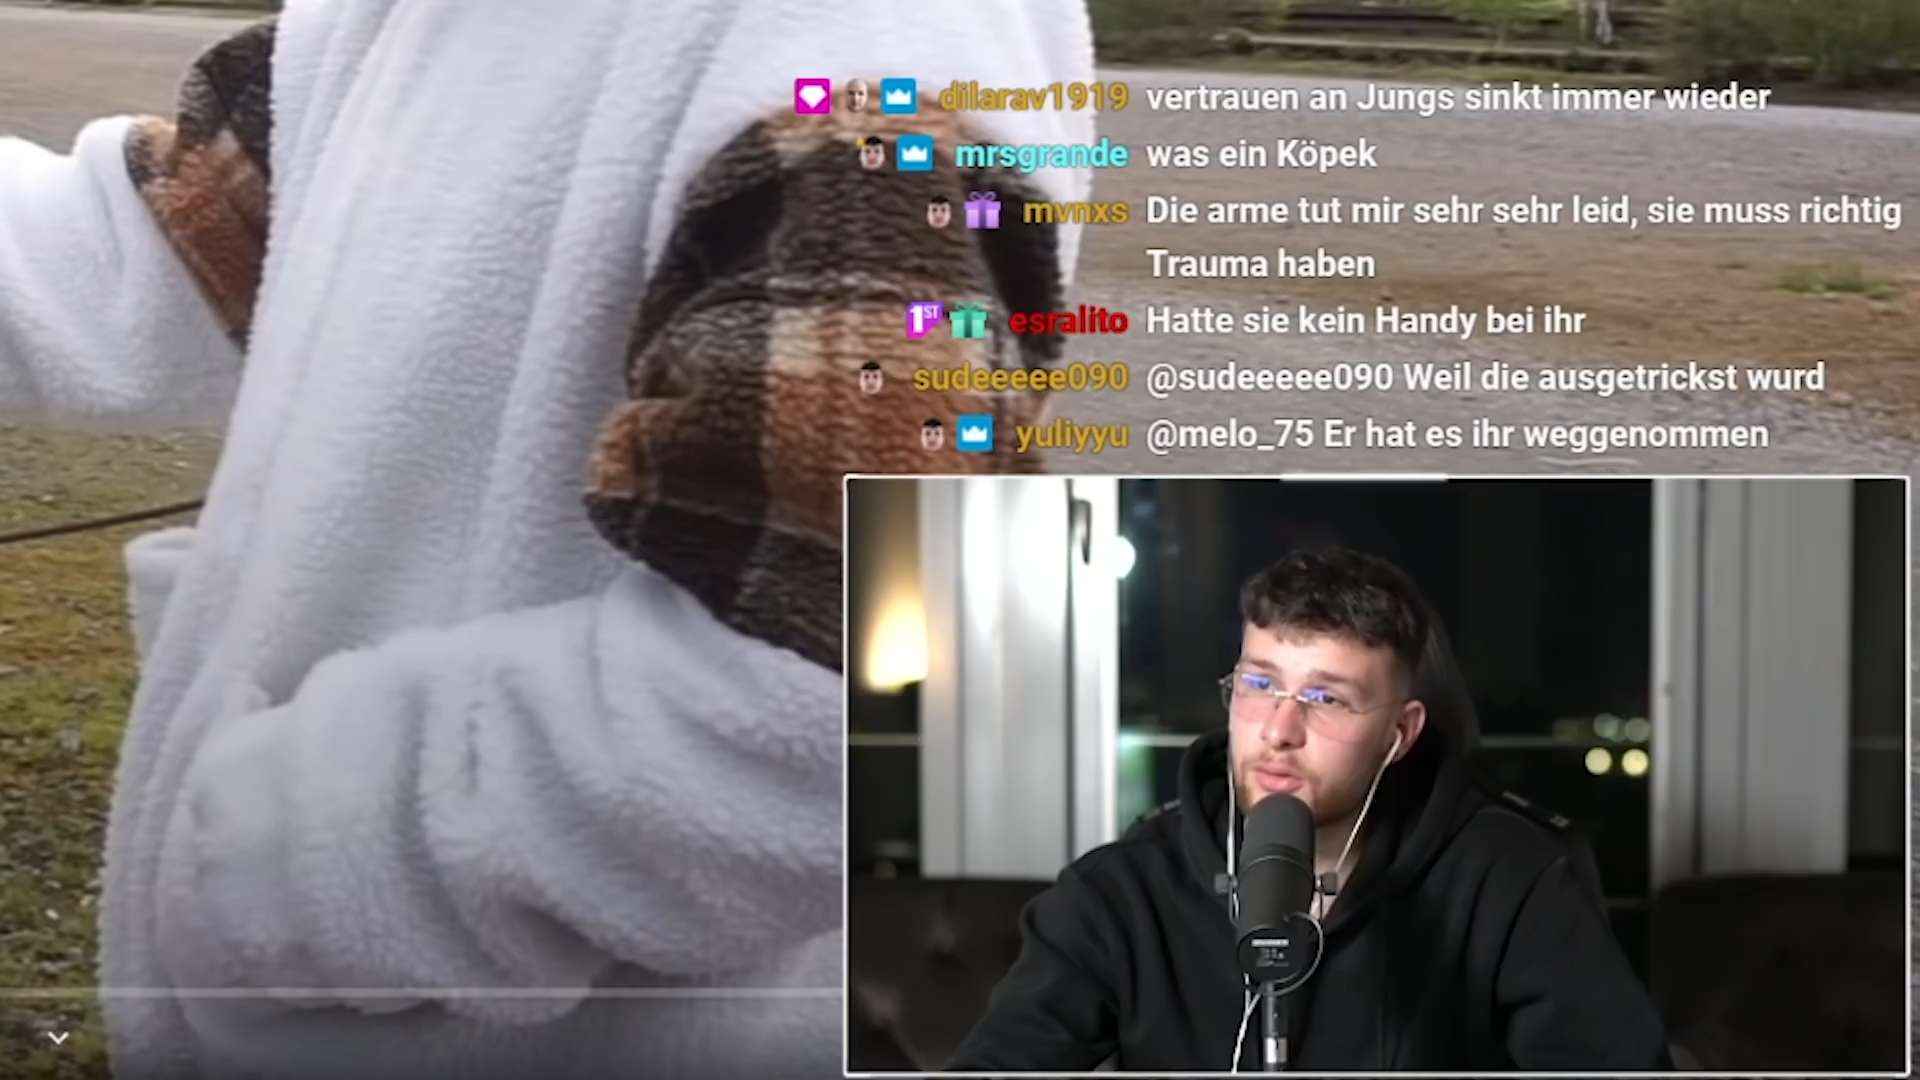 dilarav1919 vertrauen an Jungs sinkt immer wieder
mrsgrande was ein Köpek
mvnxs Die arme tut mir sehr sehr leid, sie muss richtig
Trauma haben
1ST esralito Hatte sie kein Handy bei ihr
sudeeeee090 @sudeeeee090 Weil die ausgetrickst wurd
yuliyyu @melo_75 Er hat es ihr weggenommen